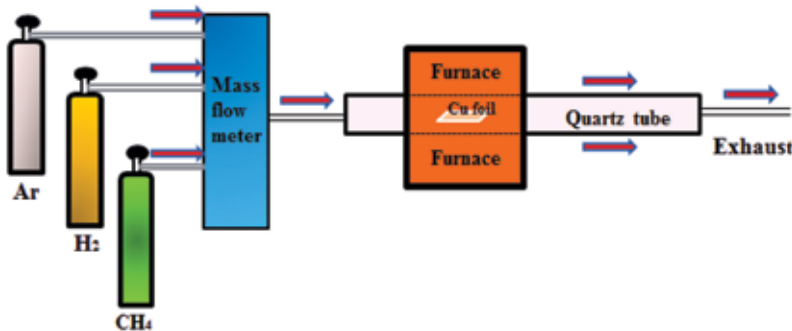 Ar
H2
CH4
Mass
flow
meter
Furnace
Cu foil
Furnace
Quartz tube
Exhaust